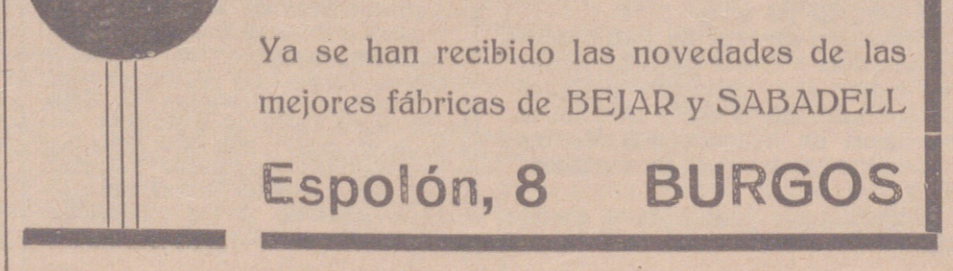 Ya se han recibido las novedades de las
mejores fábricas de BEJAR y SABADELL
Espolón, 8 BURGOS